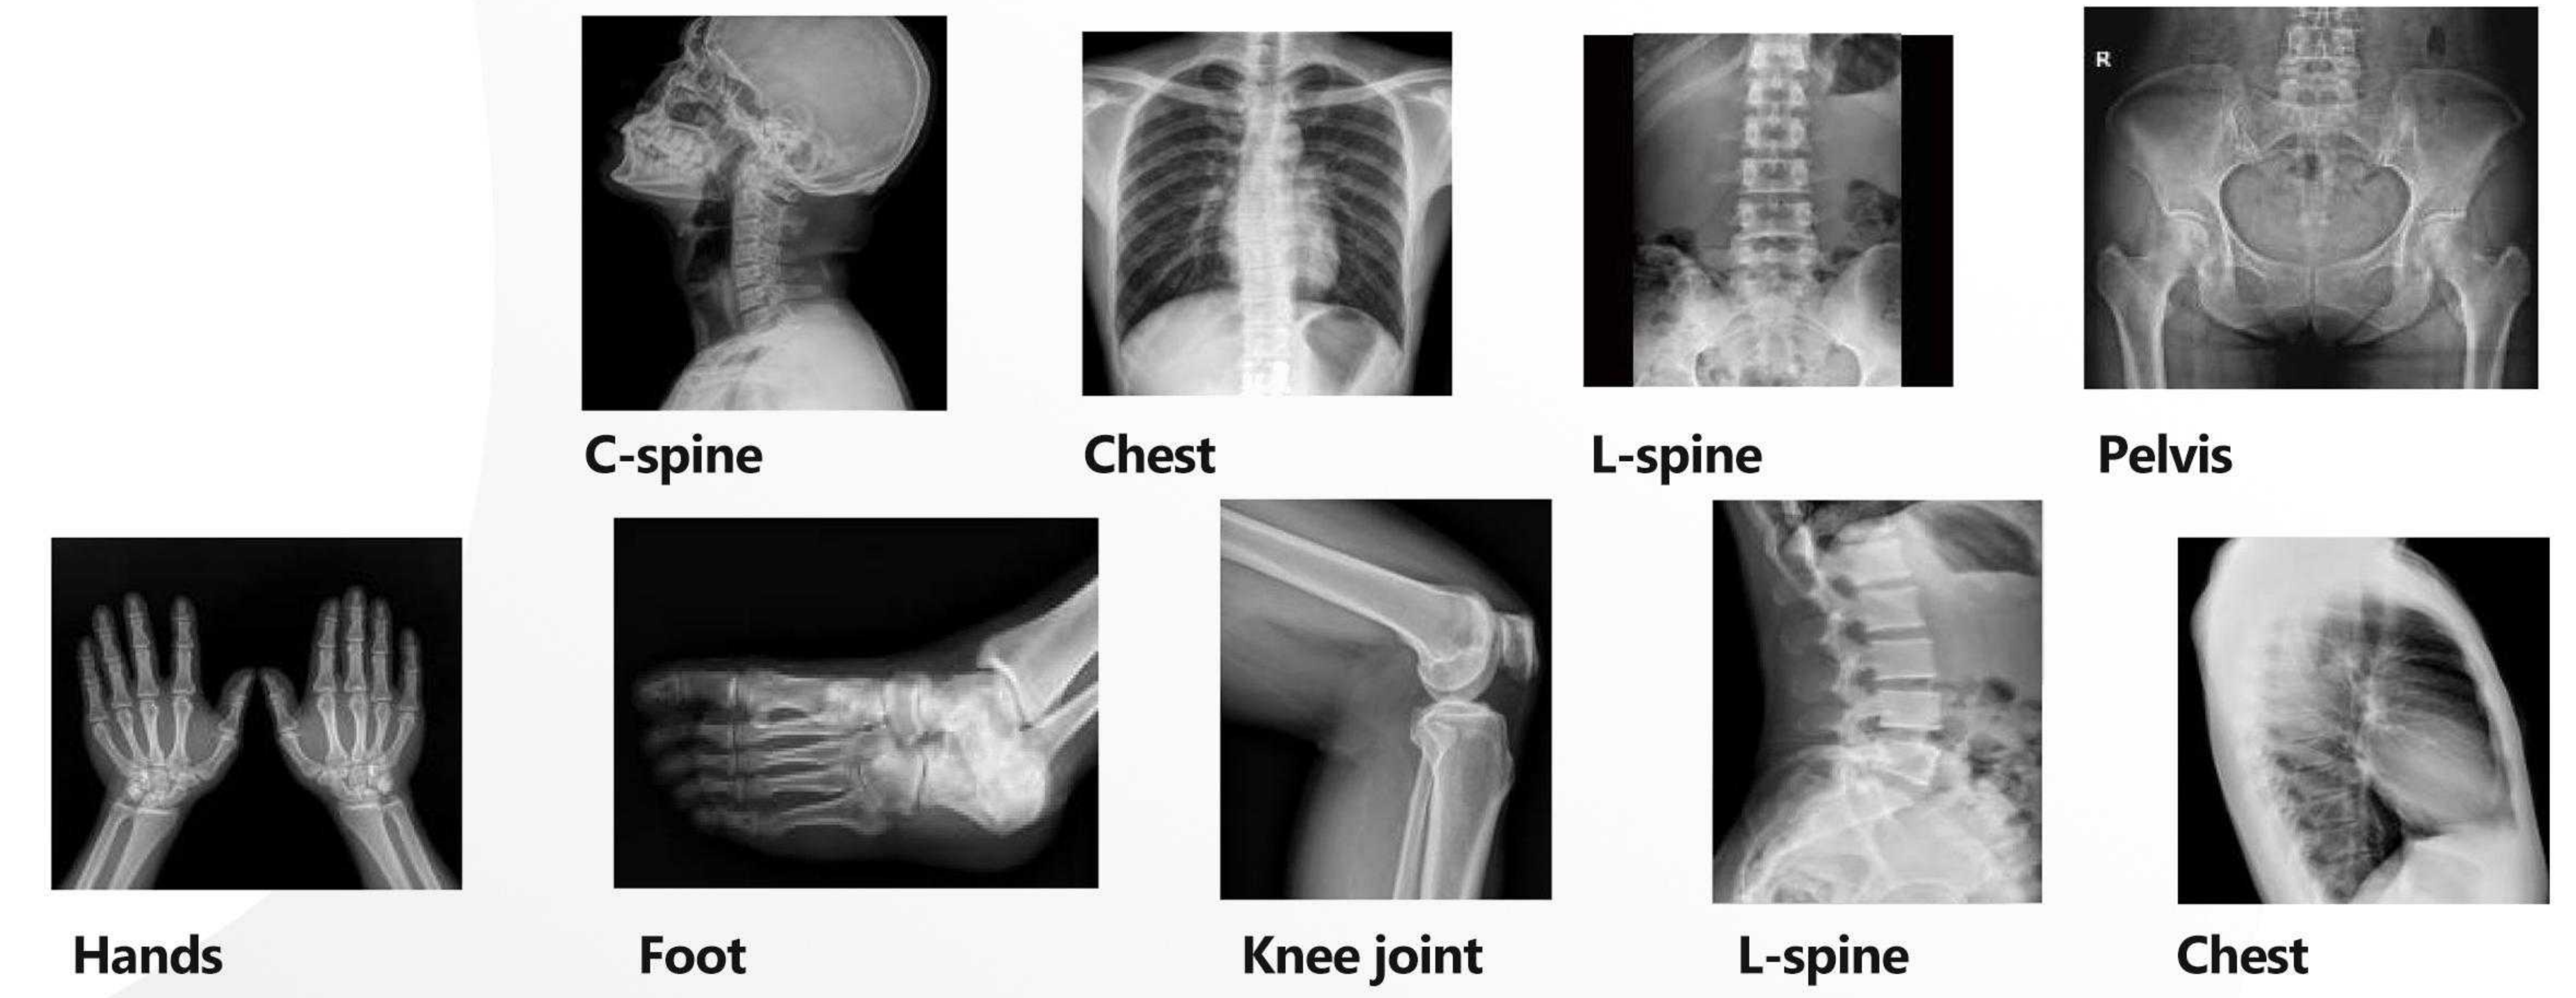 R
C-spine
Chest
L-spine
Pelvis
Hands
Foot
Knee joint
L-spine
Chest